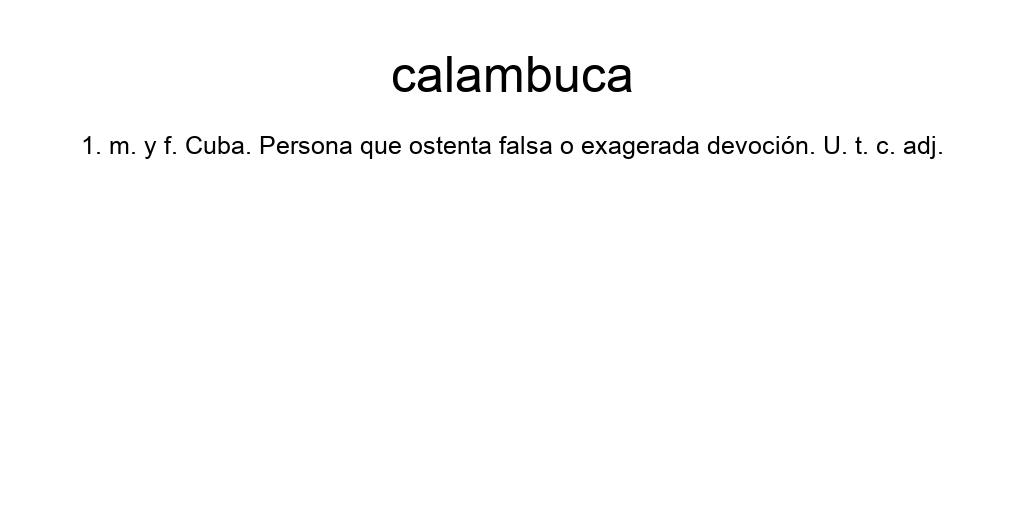 calambuca
1. m. y f. Cuba. Persona que ostenta falsa o exagerada devoción. U. t. c. adj.